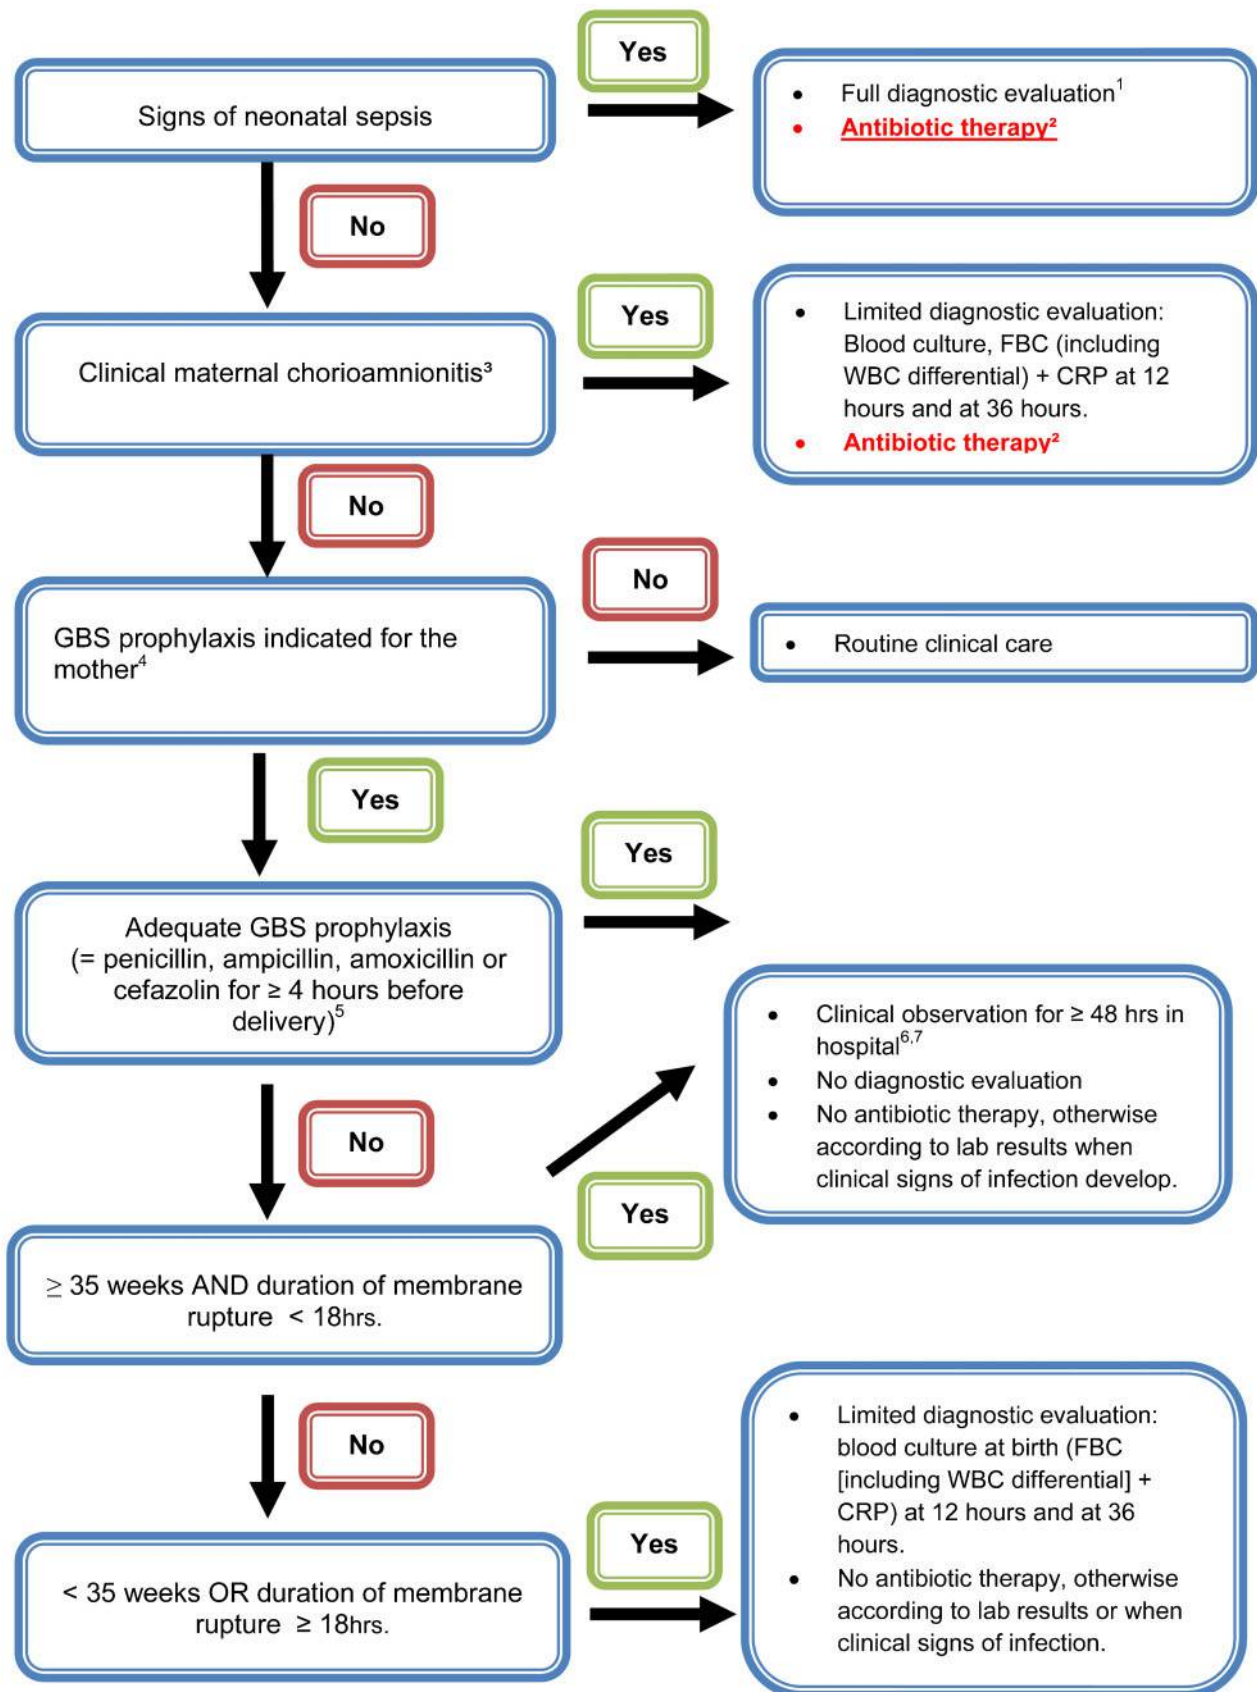 Yes
Signs of neonatal sepsis
• Full diagnostic evaluation¹
• Antibiotic therapy²
No
Yes
Clinical maternal chorioamnionitis³
• Limited diagnostic evaluation:
Blood culture, FBC (including
WBC differential) + CRP at 12
hours and at 36 hours.
• Antibiotic therapy²
No
No
GBS prophylaxis indicated for the
mother⁴
• Routine clinical care
Yes
Yes
Adequate GBS prophylaxis
(= penicillin, ampicillin, amoxicillin or
cefazolin for ≥ 4 hours before
delivery)⁵
• Clinical observation for ≥ 48 hrs in
hospital⁶,⁷
• No diagnostic evaluation
• No antibiotic therapy, otherwise
according to lab results when
clinical signs of infection develop.
No
Yes
≥ 35 weeks AND duration of membrane
rupture < 18hrs.
No
Yes
< 35 weeks OR duration of membrane
rupture ≥ 18hrs.
• Limited diagnostic evaluation:
blood culture at birth (FBC
[including WBC differential] +
CRP) at 12 hours and at 36
hours.
• No antibiotic therapy, otherwise
according to lab results or when
clinical signs of infection.